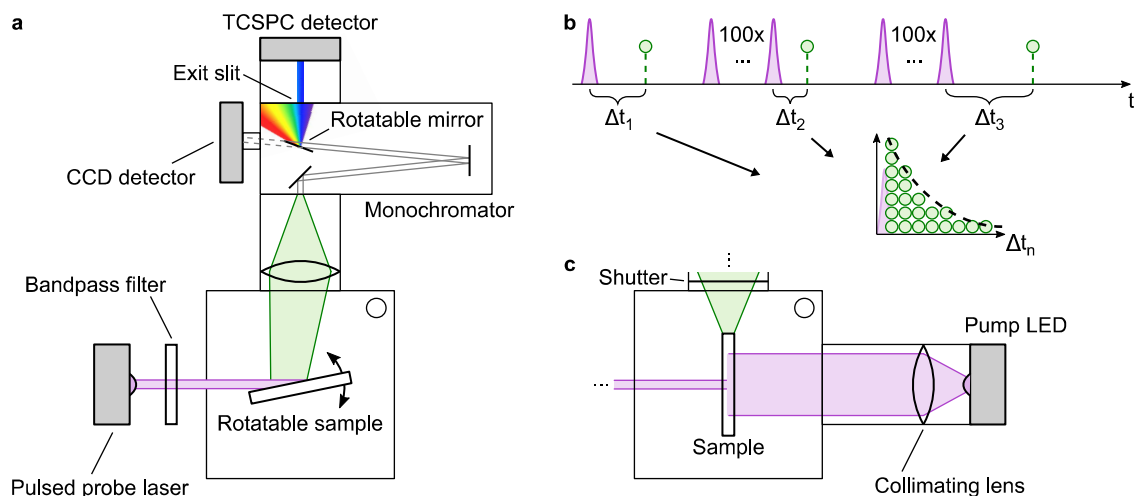 a
TCSPC detector
Exit slit
Rotatable mirror
CCD detector
Monochromator
Bandpass filter
Rotatable sample
Pulsed probe laser
b
100x
...
100x
...
t
Δt1
Δt2
Δt3
Δtn
c
...
Shutter
Pump LED
...
Sample
Collimating lens